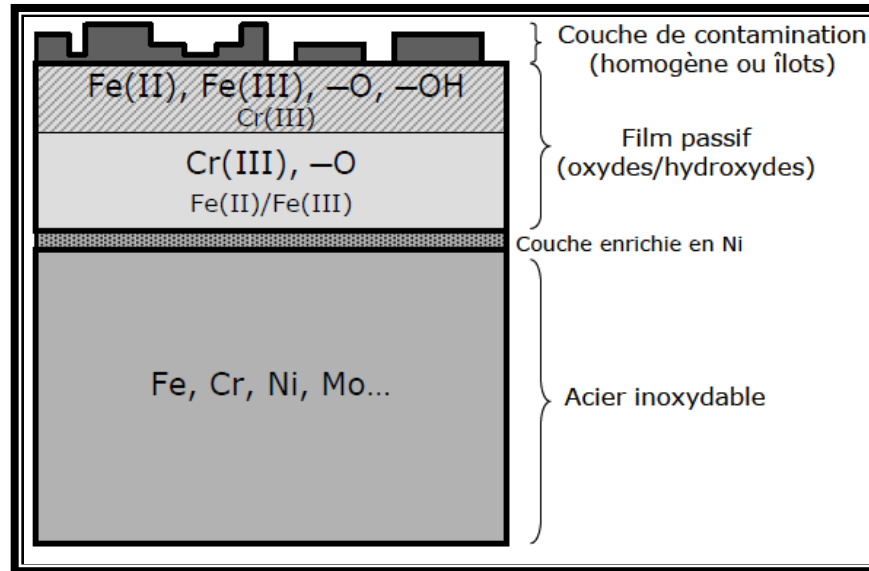 Couche de contamination
(homogène ou îlots)
Fe(II), Fe(III), —O, —OH
Cr(III)
Cr(III), —O
Fe(II)/Fe(III)
Film passif
(oxydes/hydroxydes)
Couche enrichie en Ni
Fe, Cr, Ni, Mo...
Acier inoxydable